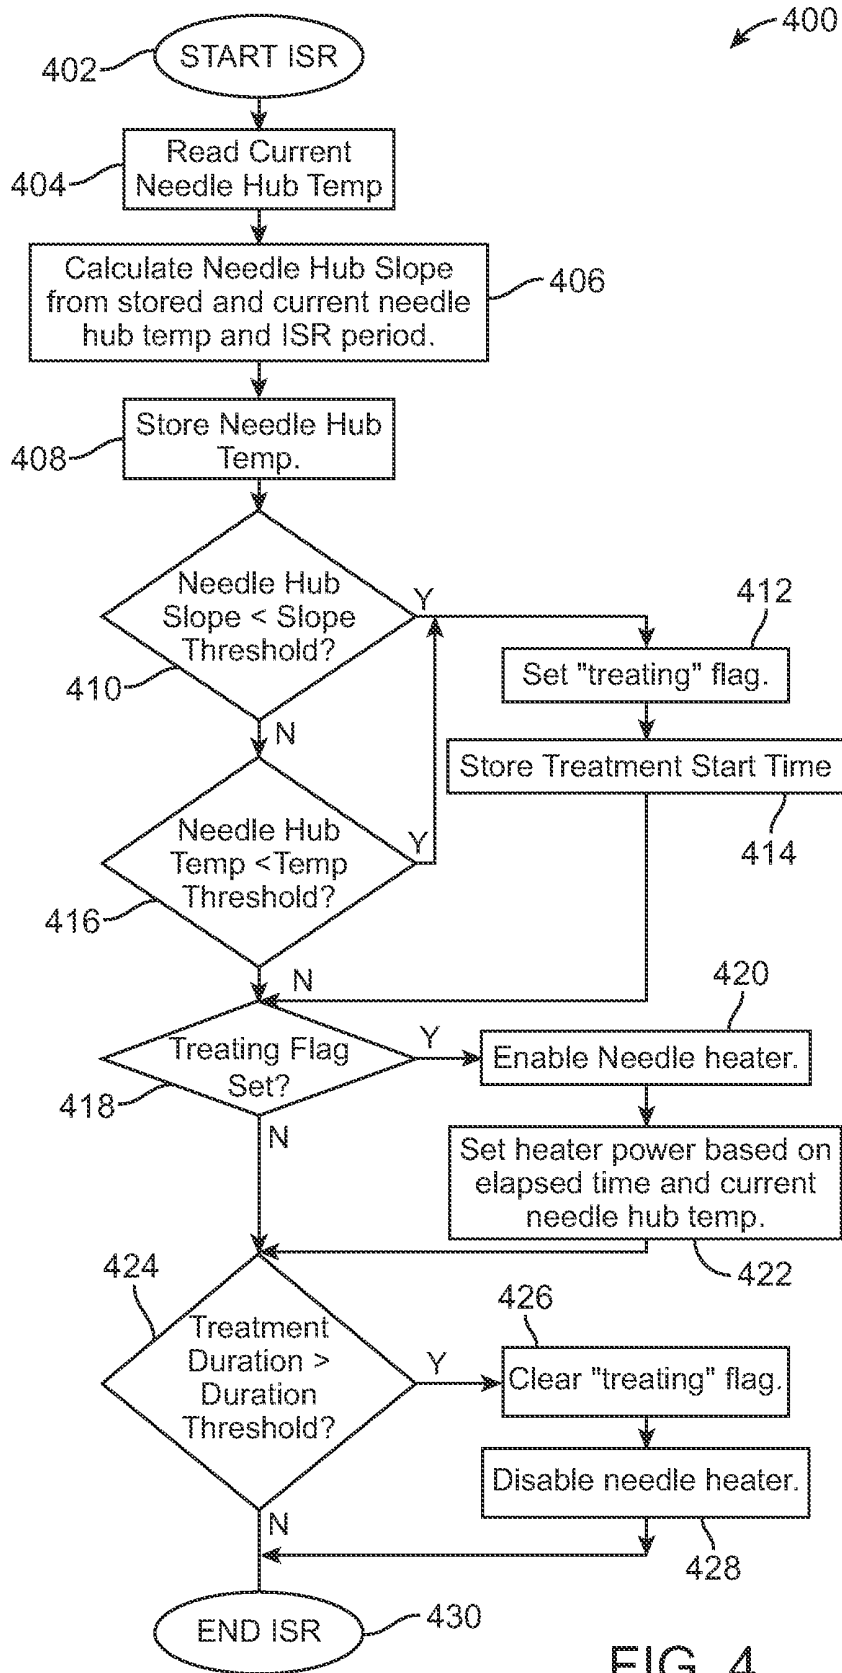 400
402
START ISR
Read Current
Needle Hub Temp
404
Calculate Needle Hub Slope
from stored and current needle
hub temp and ISR period.
406
Store Needle Hub
Temp.
408
Needle Hub
Slope < Slope
Threshold?
410
Y
N
412
Set "treating" flag.
Store Treatment Start Time
414
Needle Hub
Temp <Temp
Threshold?
416
Y
N
Treating Flag
Set?
418
Y
N
420
Enable Needle heater.
Set heater power based on
elapsed time and current
needle hub temp.
422
424
Treatment
Duration >
Duration
Threshold?
Y
N
426
Clear "treating" flag.
Disable needle heater.
428
END ISR
430
FIG. 4